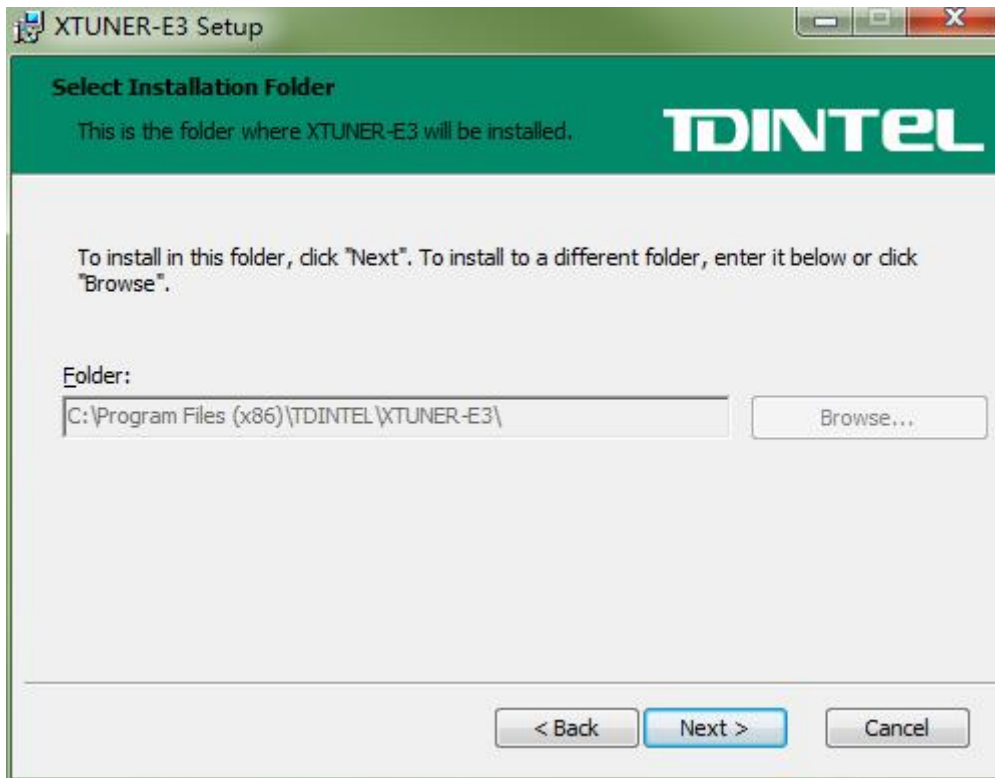 XTUNER-E3 Setup
Select Installation Folder
This is the folder where XTUNER-E3 will be installed.
TDINTEL
To install in this folder, click "Next". To install to a different folder, enter it below or click
"Browse".
Folder:
C:\Program Files (x86)\TDINTEL\XTUNER-E3\
Browse...
< Back
Next >
Cancel